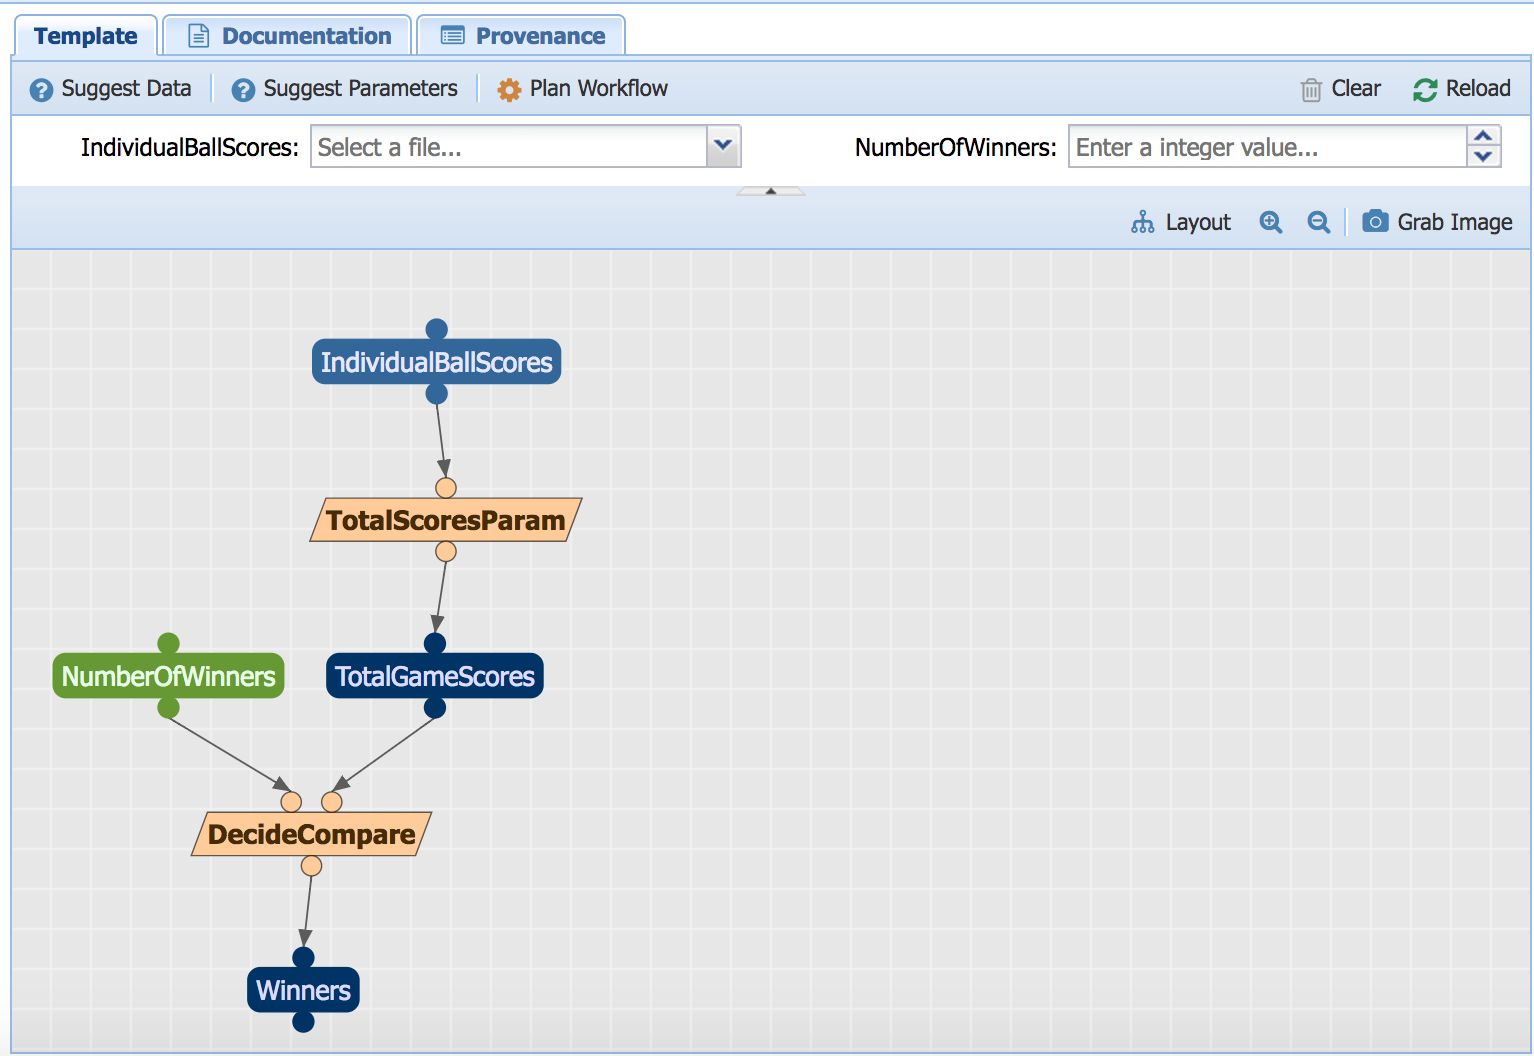 Template Documentation Provenance
Suggest Data Suggest Parameters Plan Workflow Clear Reload
IndividualBallScores: Select a file... NumberOfWinners: Enter a integer value...
Layout Grab Image
IndividualBallScores
TotalScoresParam
NumberOfWinners TotalGameScores
DecideCompare
Winners